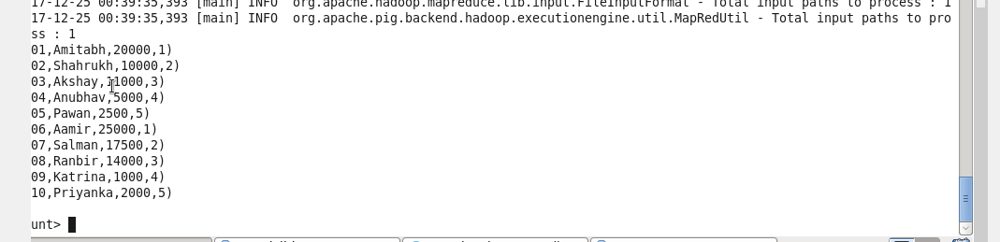 17-12-25 00:39:35,393 [main] INFO  org.apache.hadoop.mapreduce.lib.input.FileInputFormat - Total input paths to process : 1
17-12-25 00:39:35,393 [main] INFO  org.apache.pig.backend.hadoop.executionengine.util.MapRedUtil - Total input paths to pro
ss : 1
01,Amitabh,20000,1)
02,Shahrukh,10000,2)
03,Akshay,11000,3)
04,Anubhav,5000,4)
05,Pawan,2500,5)
06,Aamir,25000,1)
07,Salman,17500,2)
08,Ranbir,14000,3)
09,Katrina,1000,4)
10,Priyanka,2000,5)
unt>